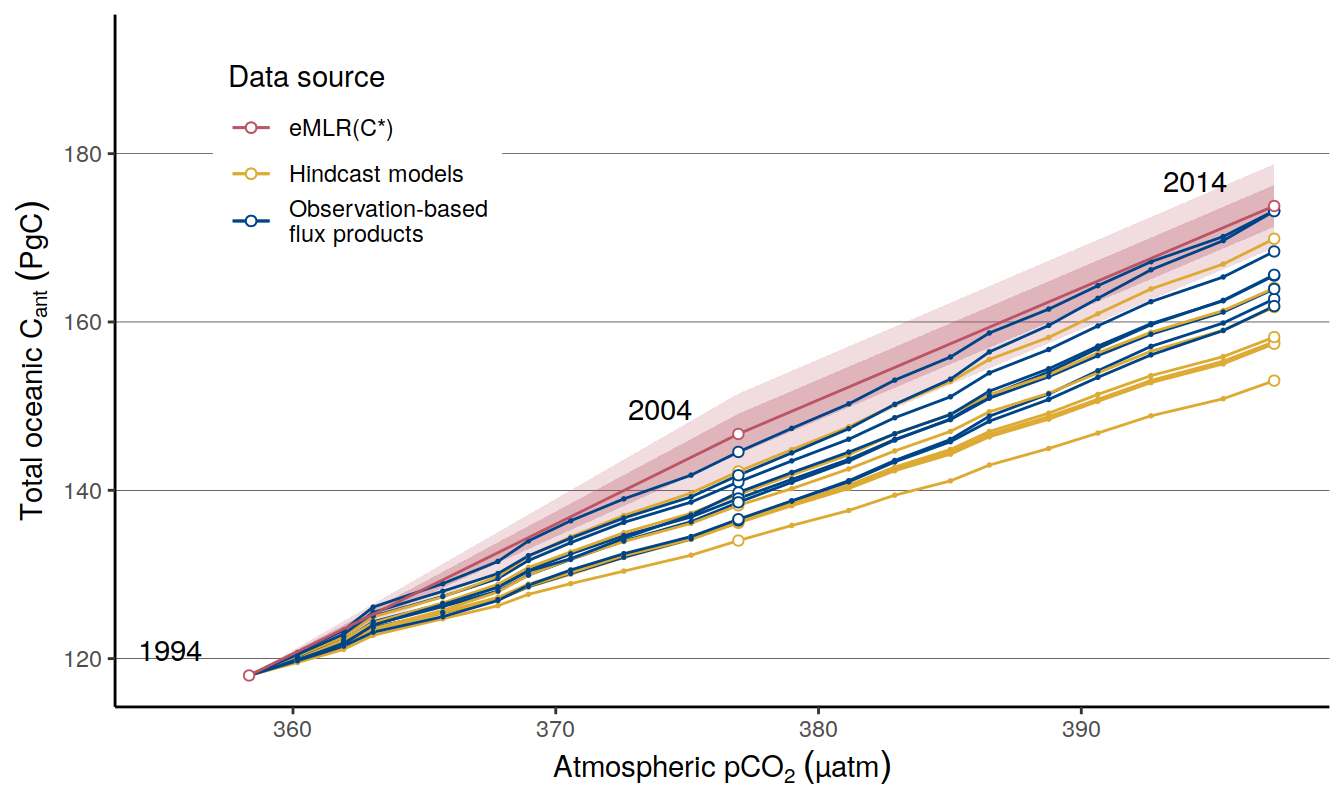 Data source
eMLR(C*)
Hindcast models
Observation-based
flux products
180
160
140
120
Total oceanic Cant (PgC)
1994
2004
2014
360
370
380
390
Atmospheric pCO2 (µatm)